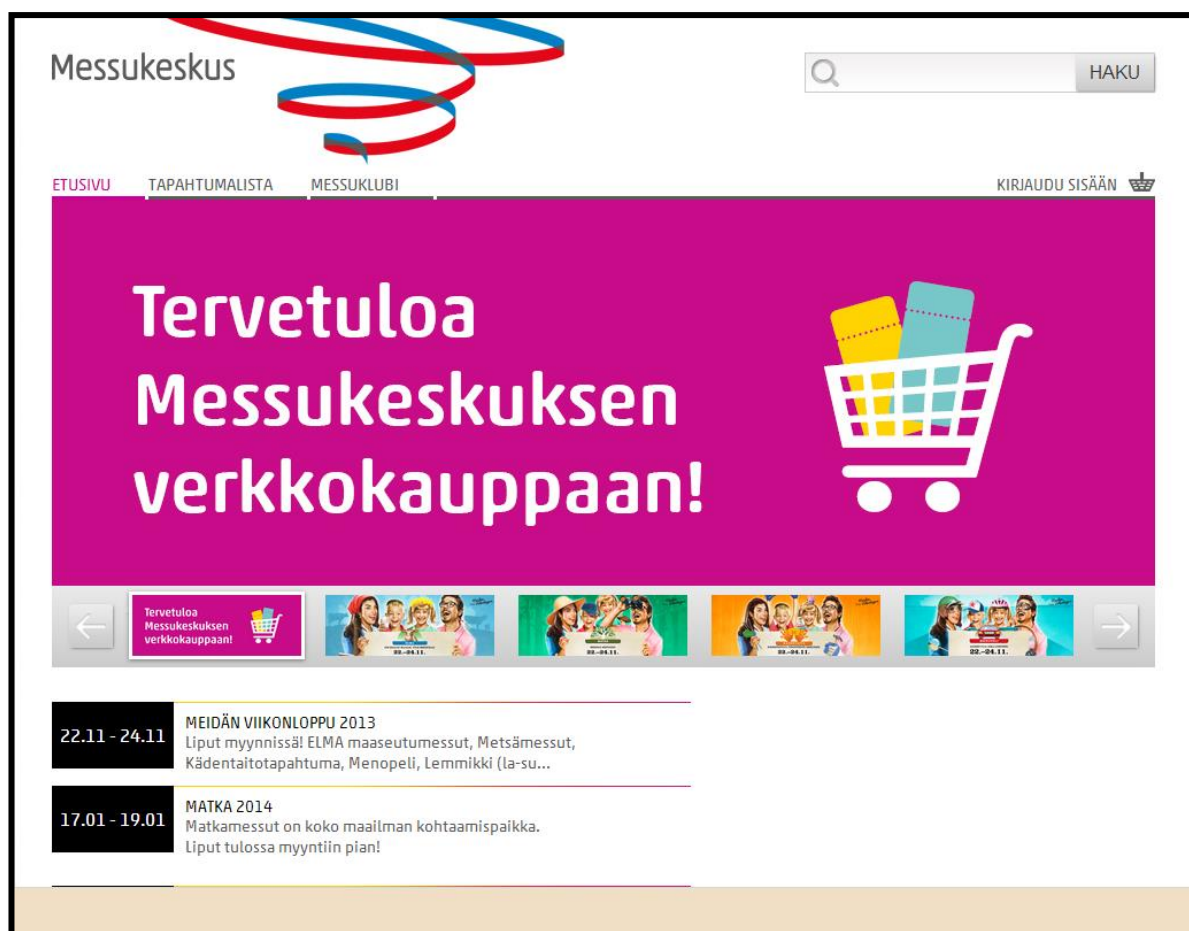 Messukeskus
HAKU
ETUSIVU TAPAHTUMALISTA MESSUKLUBI KIRJAUDU SISÄÄN
Tervetuloa
Messukeskuksen
verkkokauppaan!
Tervetuloa
Messukeskuksen
verkkokauppaan!
22.-24.11.
22.-24.11.
22.-24.11.
22.-24.11.
22.11 - 24.11
MEIDÄN VIIKONLOPPU 2013
Liput myynnissä! ELMA maaseutumessut, Metsämessut,
Kädentaitotapahtuma, Menopeli, Lemmikki (la-su...
17.01 - 19.01
MATKA 2014
Matkamessut on koko maailman kohtaamispaikka.
Liput tulossa myyntiin pian!